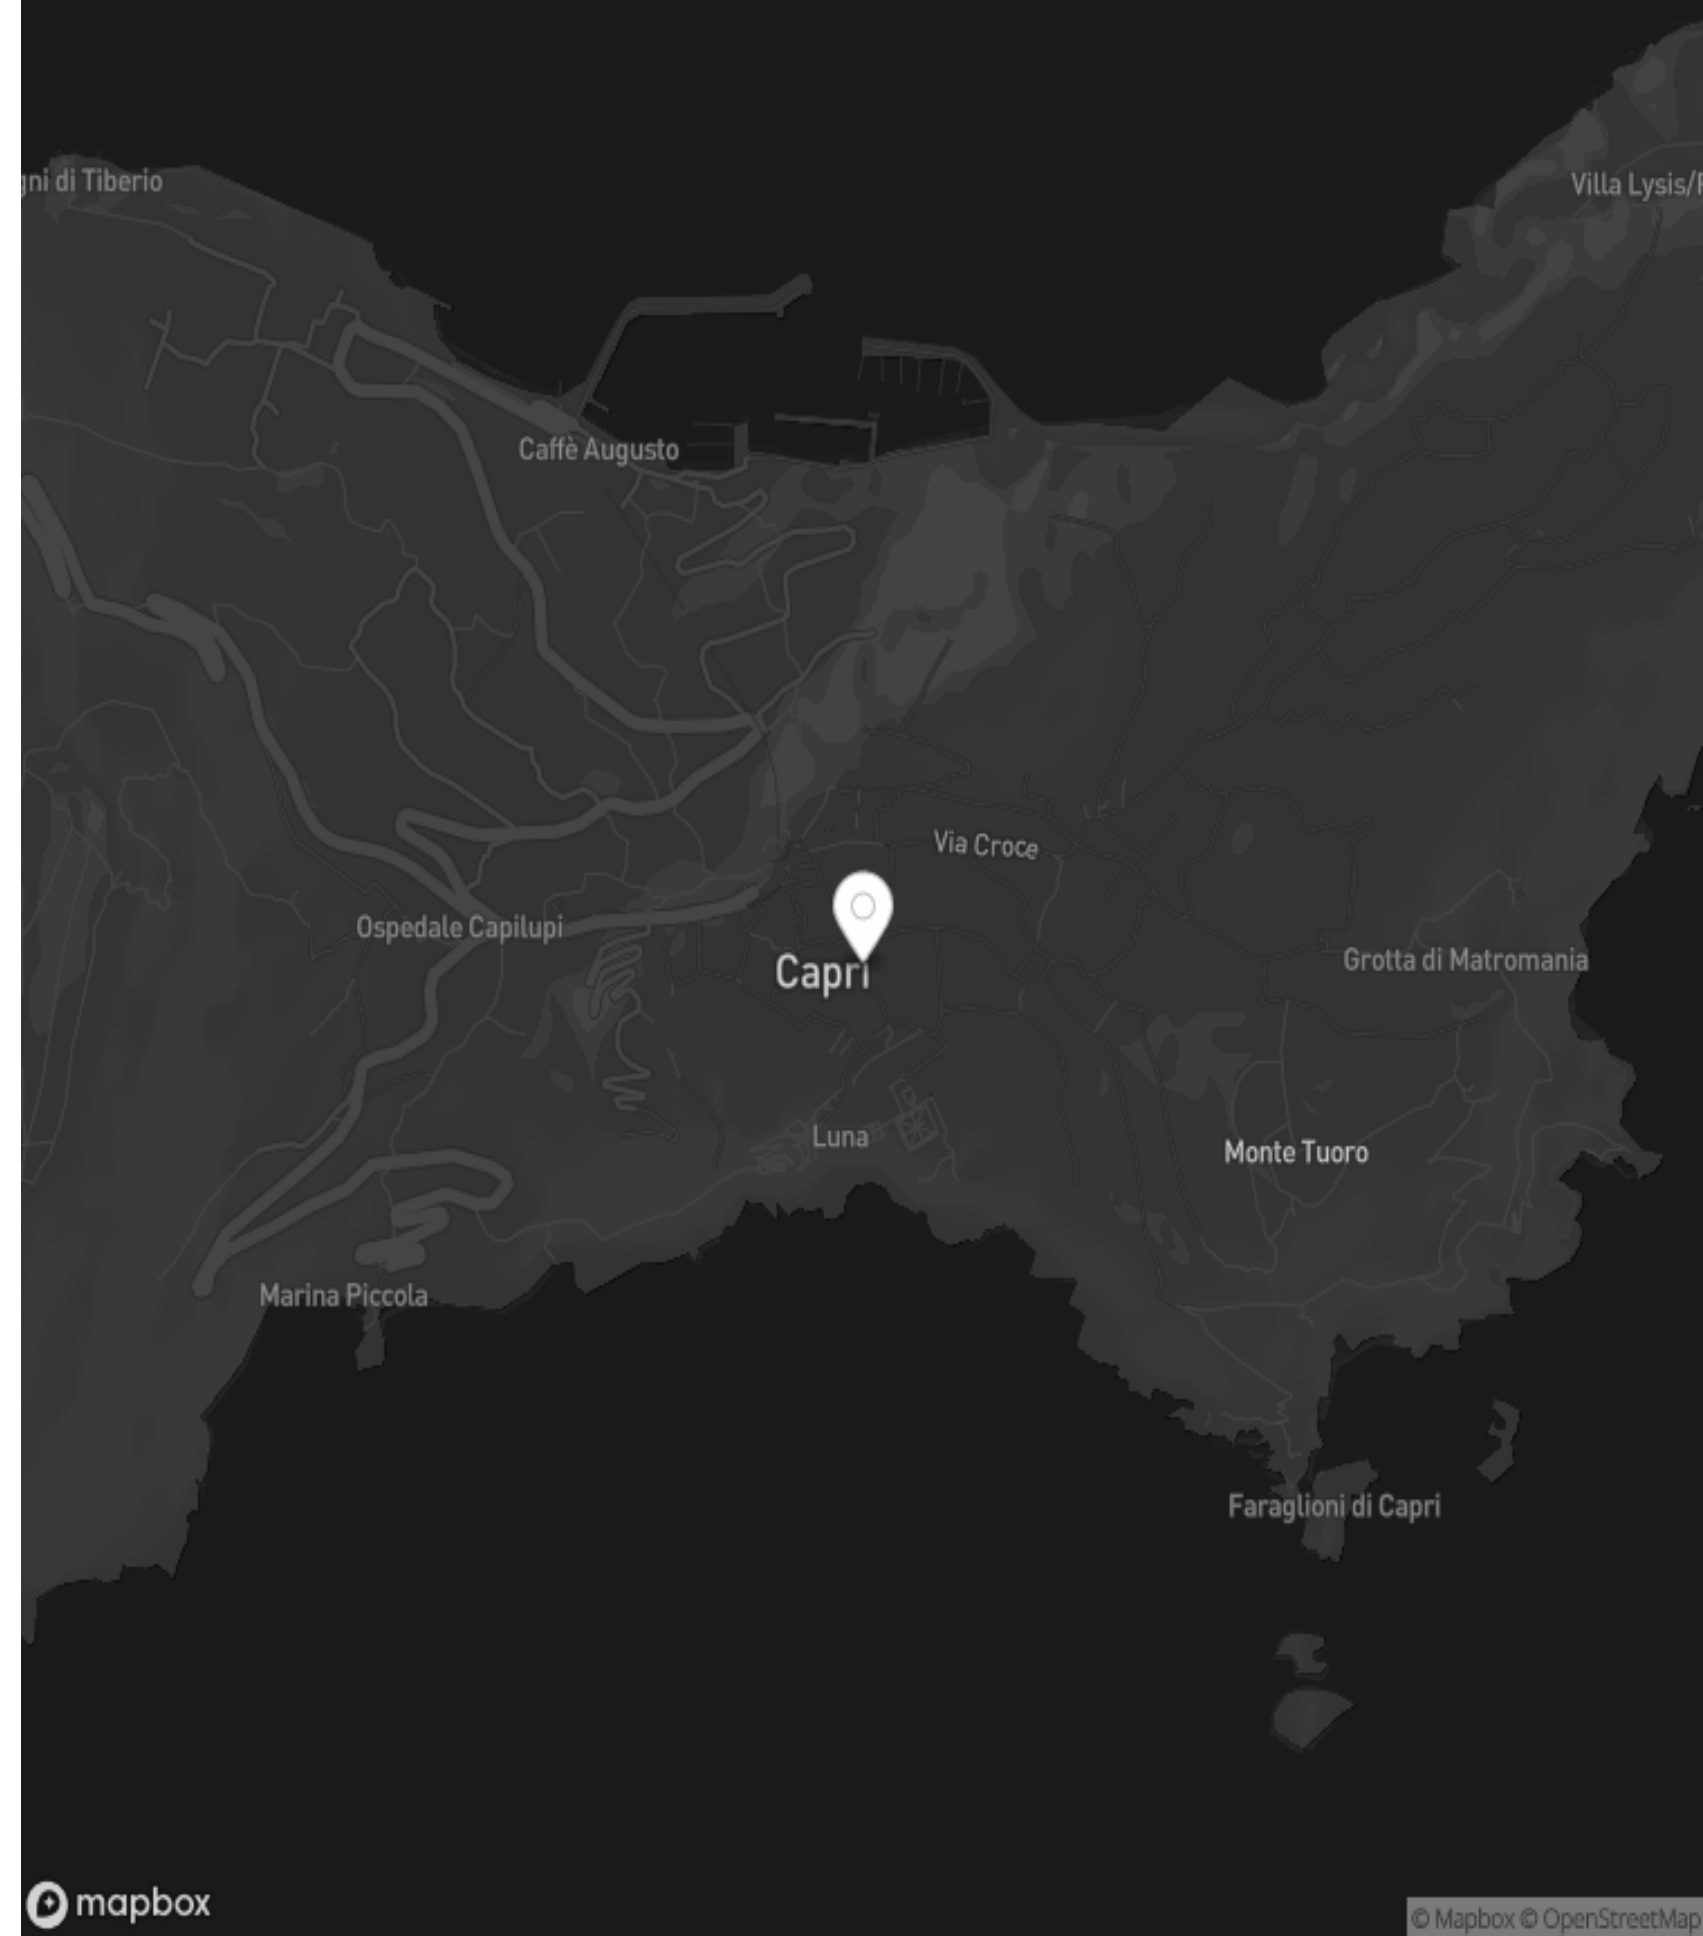 gni di Tiberio
Villa Lysis/F
Caffè Augusto
Via Croce
Ospedale Capilupi
Capri
Grotta di Matromania
Luna
Monte Tuoro
Marina Piccola
Faraglioni di Capri
mapbox
© Mapbox © OpenStreetMap